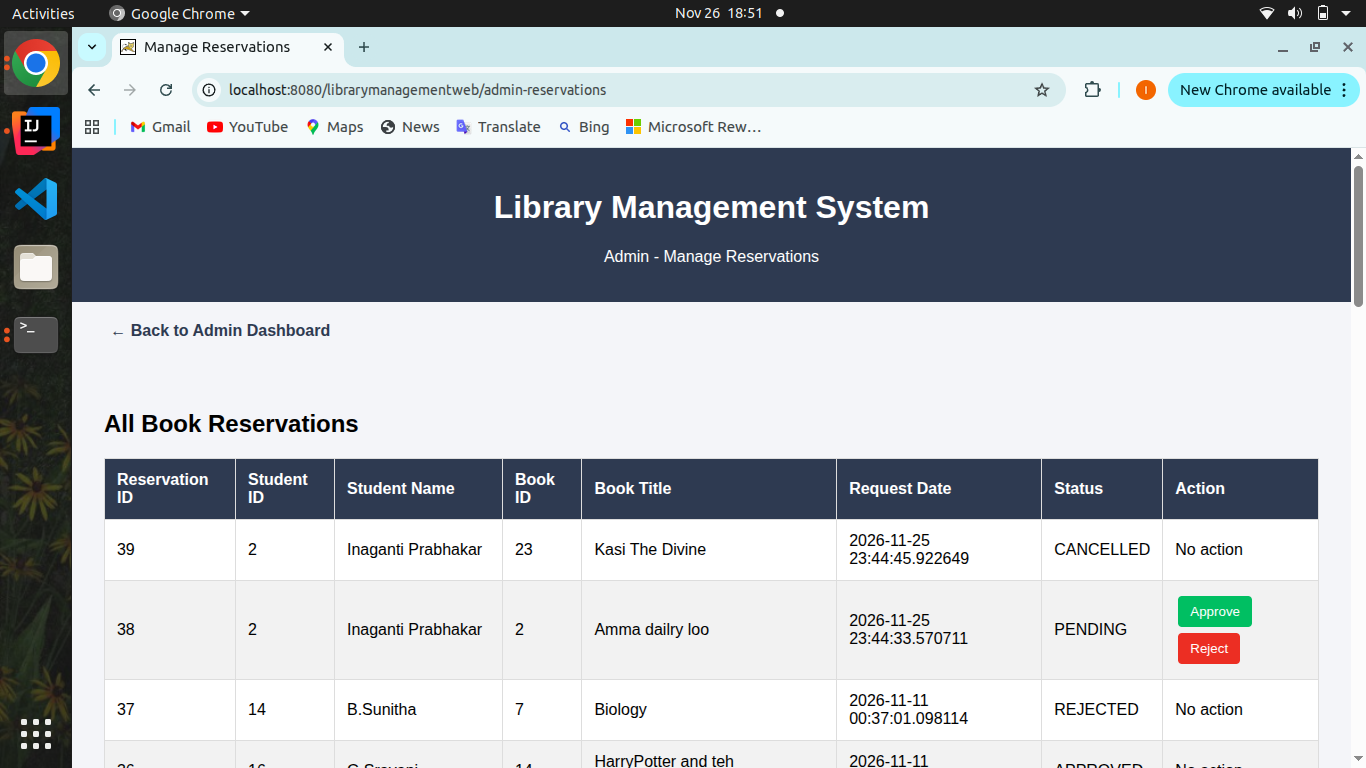 Activities Google Chrome Nov 26 18:51
Manage Reservations
localhost:8080/librarymanagementweb/admin-reservations I New Chrome available
Gmail YouTube Maps News Translate Bing Microsoft Rew…
Library Management System
Admin - Manage Reservations
← Back to Admin Dashboard
All Book Reservations
Reservation ID Student ID Student Name Book ID Book Title Request Date Status Action
39 2 Inaganti Prabhakar 23 Kasi The Divine 2026-11-25 23:44:45.922649 CANCELLED No action
38 2 Inaganti Prabhakar 2 Amma dailry loo 2026-11-25 23:44:33.570711 PENDING Approve Reject
37 14 B.Sunitha 7 Biology 2026-11-11 00:37:01.098114 REJECTED No action
HarryPotter and teh 2026-11-11